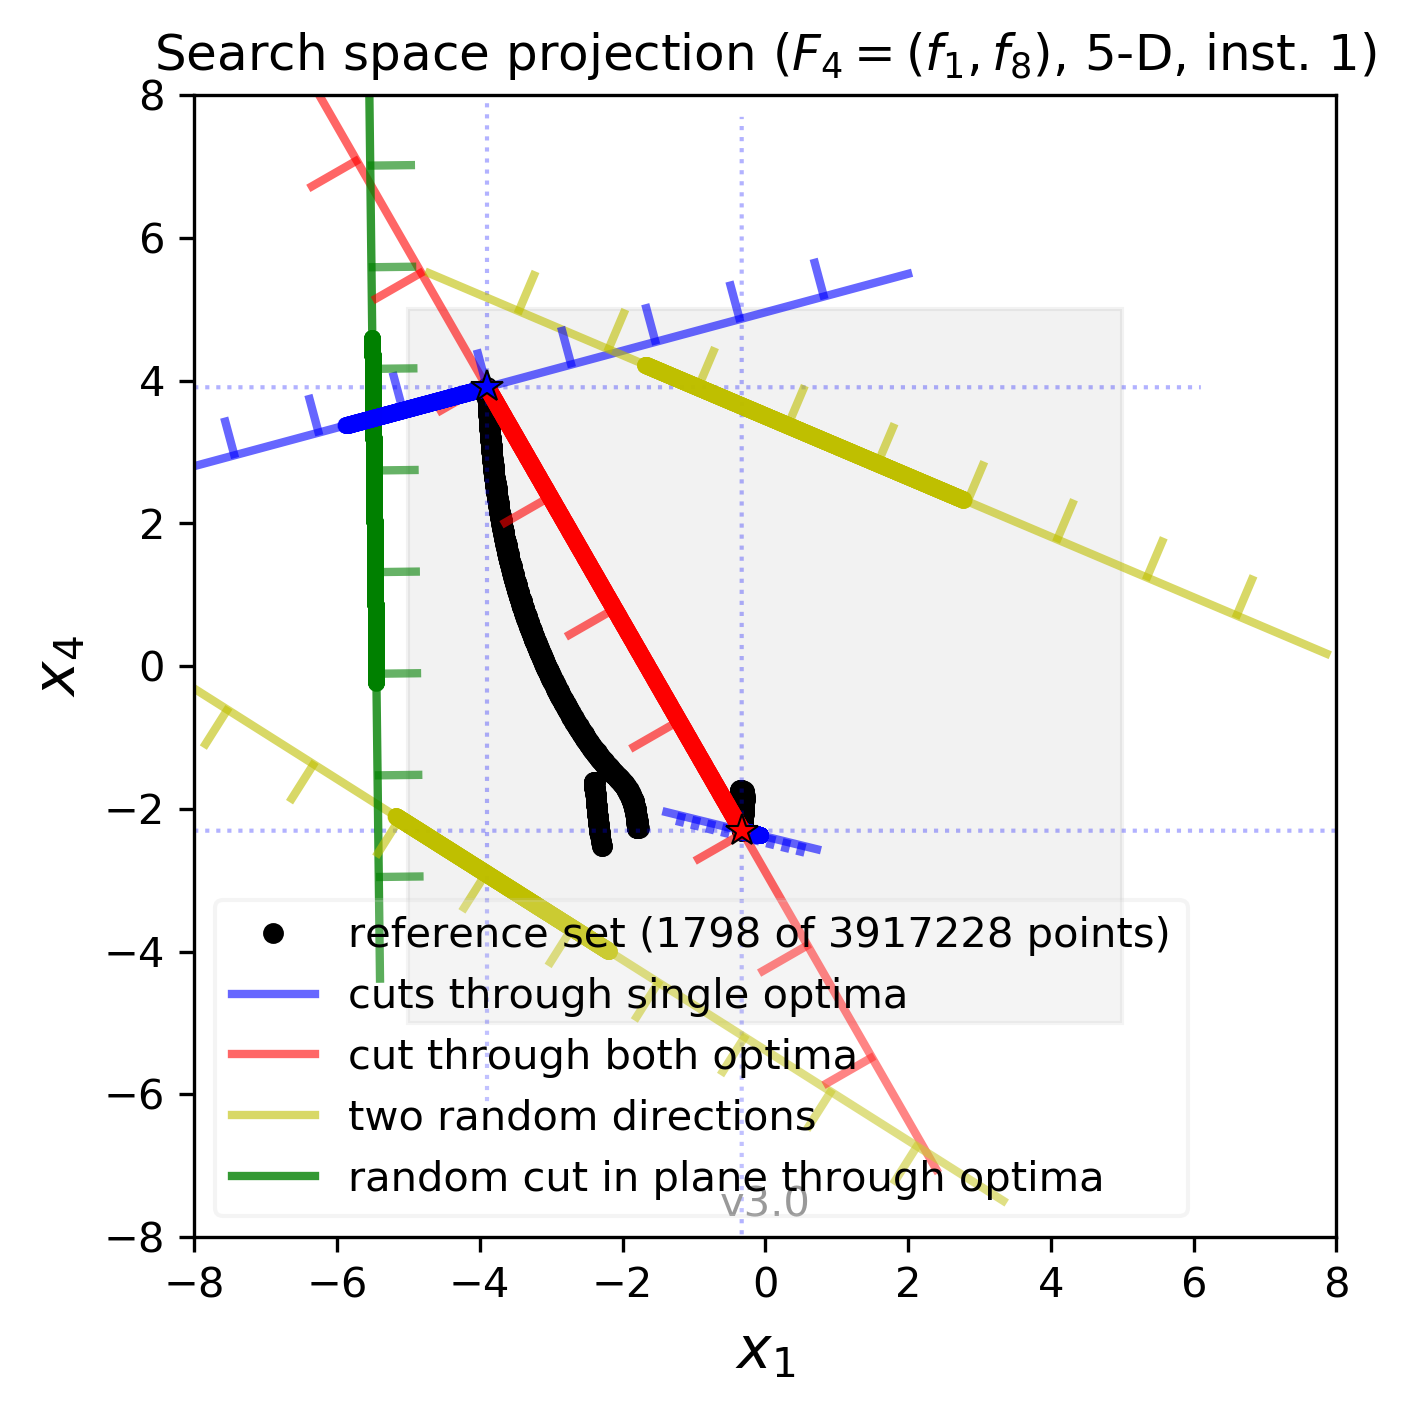 Search space projection (F₄ = (f₁, f₈), 5-D, inst. 1)
8
6
4
2
0
−2
−4
−6
−8
x₄
reference set (1798 of 3917228 points)
cuts through single optima
cut through both optima
two random directions
random cut in plane through optima
v3.0
−8 −6 −4 −2 0 2 4 6 8
x₁